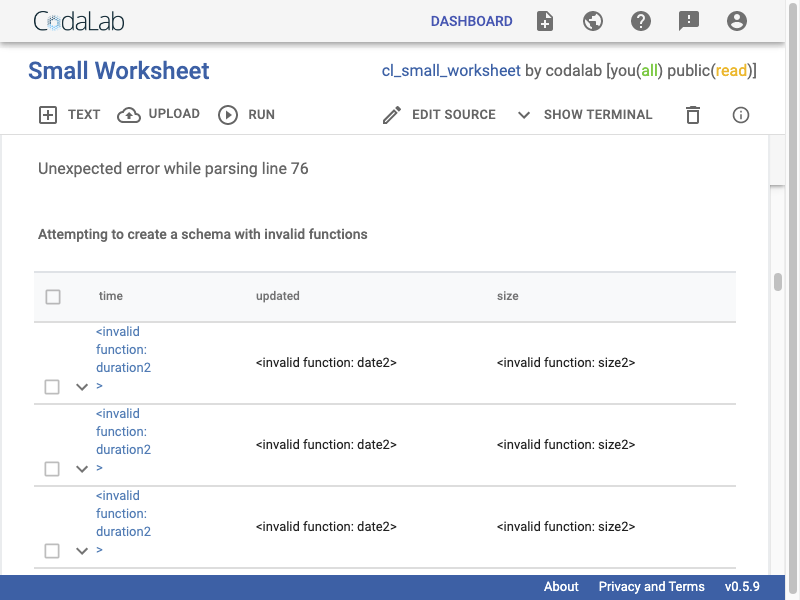 CodaLab
DASHBOARD
Small Worksheet
cl_small_worksheet by codalab [you(all) public(read)]
TEXT
UPLOAD
RUN
EDIT SOURCE
SHOW TERMINAL
Unexpected error while parsing line 76
Attempting to create a schema with invalid functions
time updated size
<invalid
function:
duration2
>
<invalid function: date2>
<invalid function: size2>
<invalid
function:
duration2
>
<invalid function: date2>
<invalid function: size2>
<invalid
function:
duration2
>
<invalid function: date2>
<invalid function: size2>
About Privacy and Terms v0.5.9